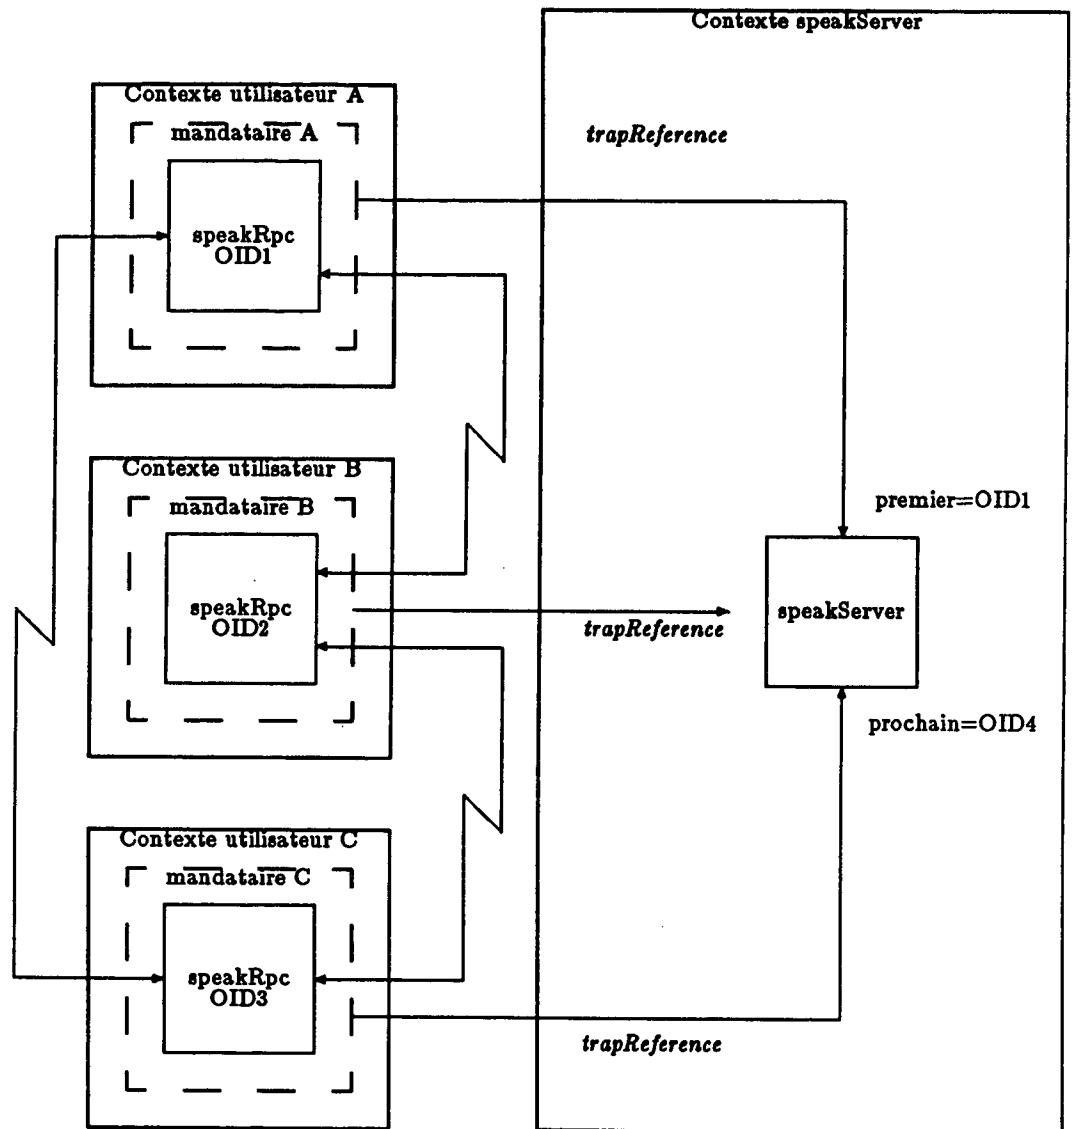 Contexte speakServer
Contexte utilisateur A
mandataire A
trapReference
speakRpc
OID1
Contexte utilisateur B
mandataire B
premier=OID1
speakRpc
OID2
trapReference
speakServer
prochain=OID4
Contexte utilisateur C
mandataire C
speakRpc
OID3
trapReference